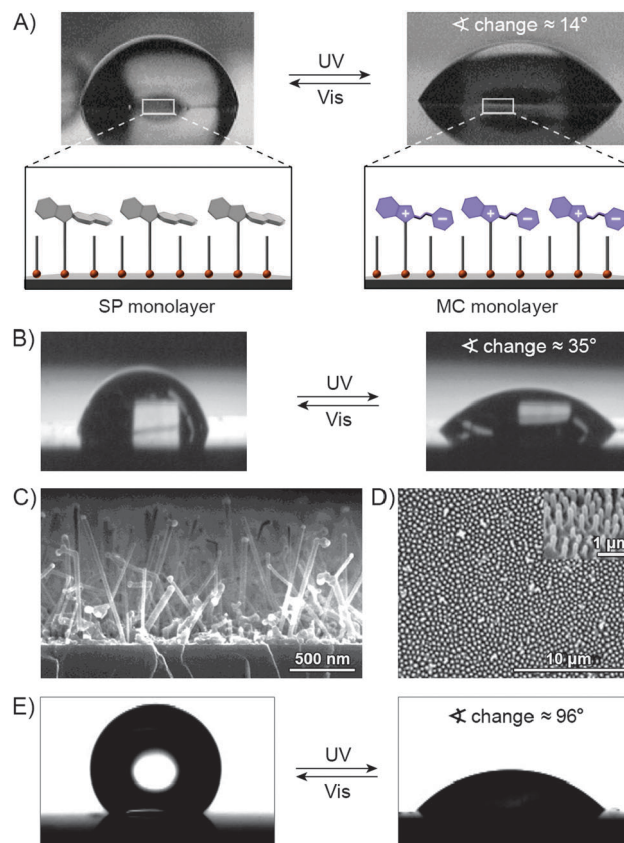 A)
UV
Vis
∢ change ≈ 14°
+ − + − + −
SP monolayer
MC monolayer
B)
UV
Vis
∢ change ≈ 35°
C)
500 nm
D)
1 µm
10 µm
E)
UV
Vis
∢ change ≈ 96°